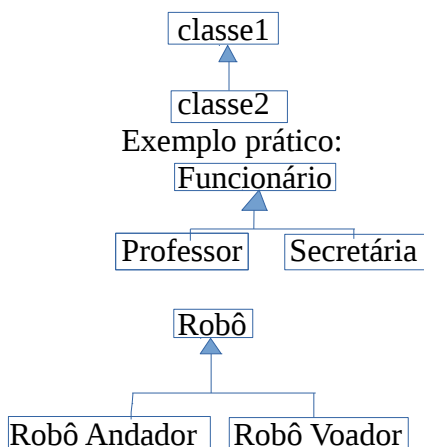 classe1
classe2
Exemplo prático:
Funcionário
Professor Secretária
Robô
Robô Andador Robô Voador